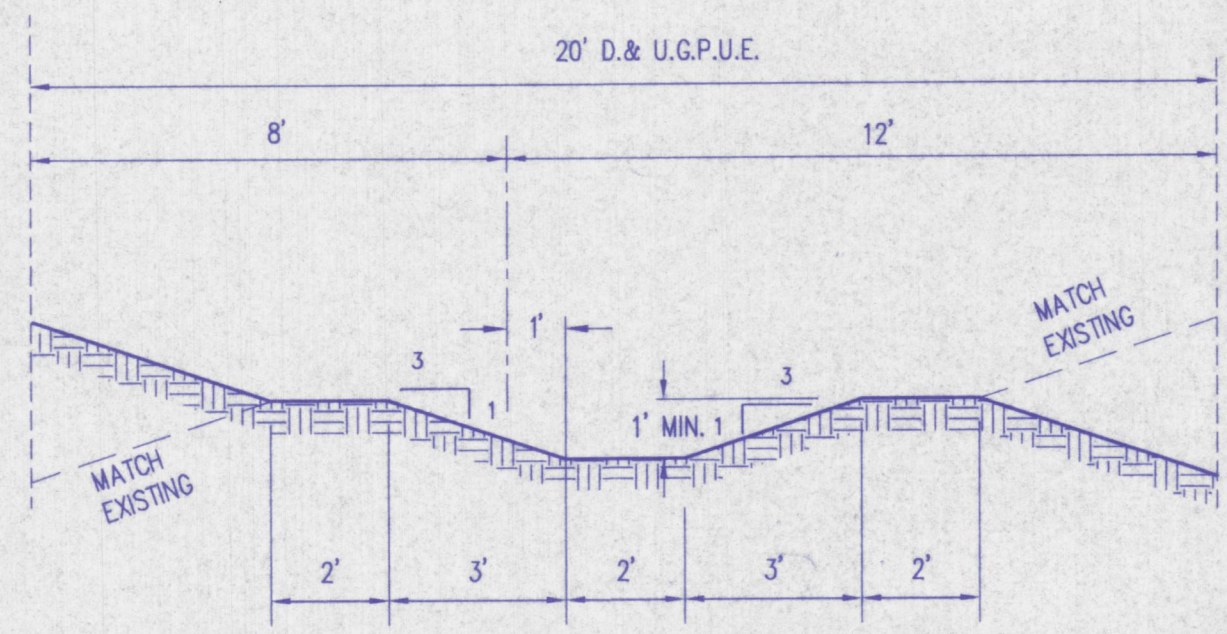 20' D.& U.G.P.U.E.
8'
12'
MATCH
EXISTING
1'
3
1
3
1' MIN. 1
MATCH
EXISTING
2'
3'
2'
3'
2'